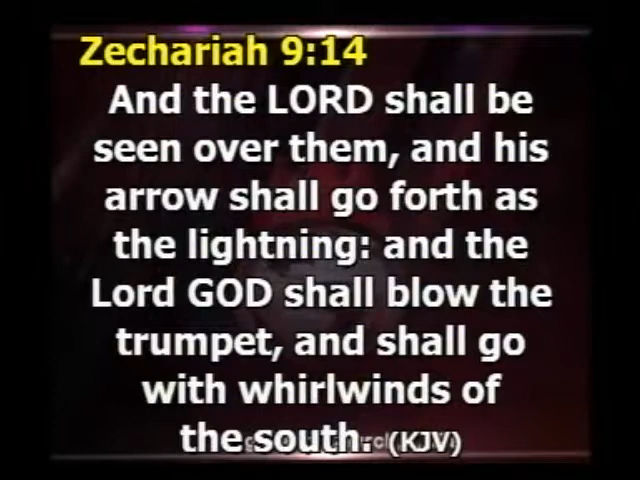 Zechariah 9:14
And the LORD shall be
seen over them, and his
arrow shall go forth as
the lightning: and the
Lord GOD shall blow the
trumpet, and shall go
with whirlwinds of
the south. (KJV)